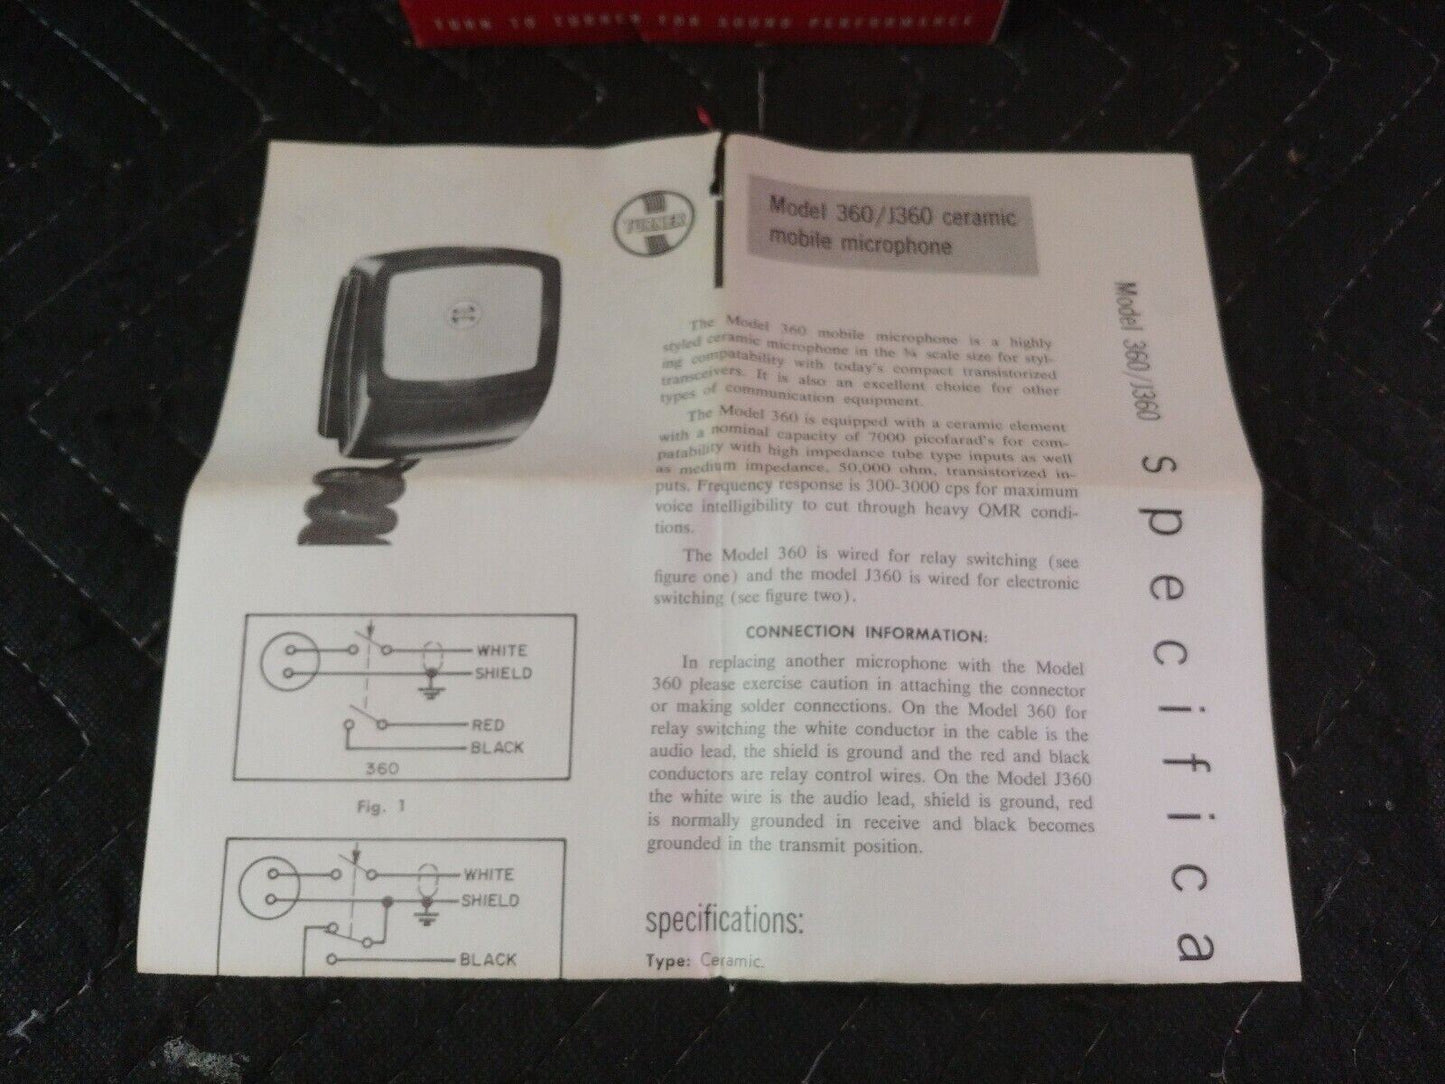 TURN TO TURNER FOR SOUND PERFORMANCE
TURNER
Model 360/J360 ceramic
mobile microphone
The Model 360 mobile microphone is a highly
styled ceramic microphone in the ¾ scale size for styl-
ing compatability with today's compact transistorized
transceivers. It is also an excellent choice for other
types of communication equipment.
The Model 360 is equipped with a ceramic element
with a nominal capacity of 7000 picofarad's for com-
patability with high impedance tube type inputs as well
as medium impedance, 50,000 ohm, transistorized in-
puts. Frequency response is 300-3000 cps for maximum
voice intelligibility to cut through heavy QMR condi-
tions.
The Model 360 is wired for relay switching (see
figure one) and the model J360 is wired for electronic
switching (see figure two).
CONNECTION INFORMATION:
In replacing another microphone with the Model
360 please exercise caution in attaching the connector
or making solder connections. On the Model 360 for
relay switching the white conductor in the cable is the
audio lead, the shield is ground and the red and black
conductors are relay control wires. On the Model J360
the white wire is the audio lead, shield is ground, red
is normally grounded in receive and black becomes
grounded in the transmit position.
specifications:
Type: Ceramic.
WHITE
SHIELD
RED
BLACK
360
Fig. 1
WHITE
SHIELD
BLACK
Model 360/J360 specifica